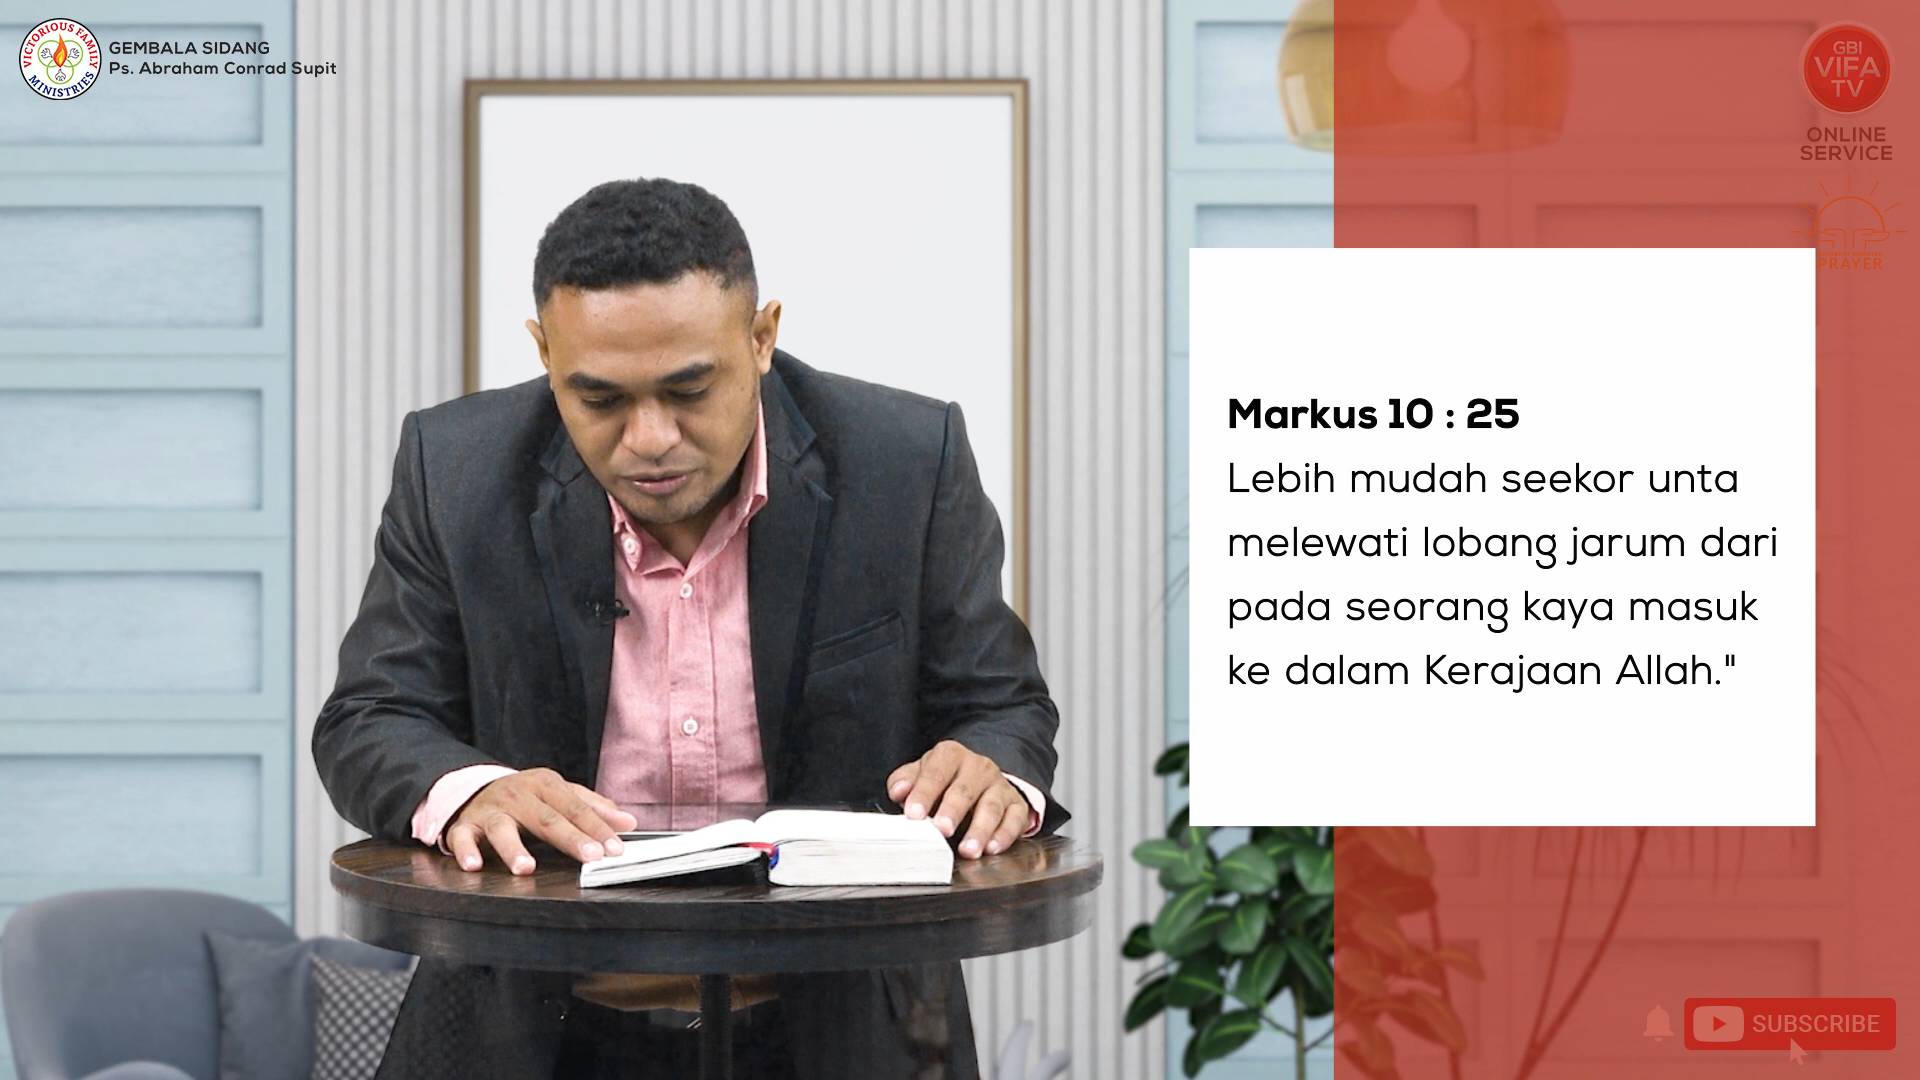 VICTORIOUS FAMILY
MINISTRIES
GEMBALA SIDANG
Ps. Abraham Conrad Supit
GBI
VIFA
TV
ONLINE
SERVICE
PRAYER
Markus 10 : 25
Lebih mudah seekor unta
melewati lobang jarum dari
pada seorang kaya masuk
ke dalam Kerajaan Allah."
SUBSCRIBE